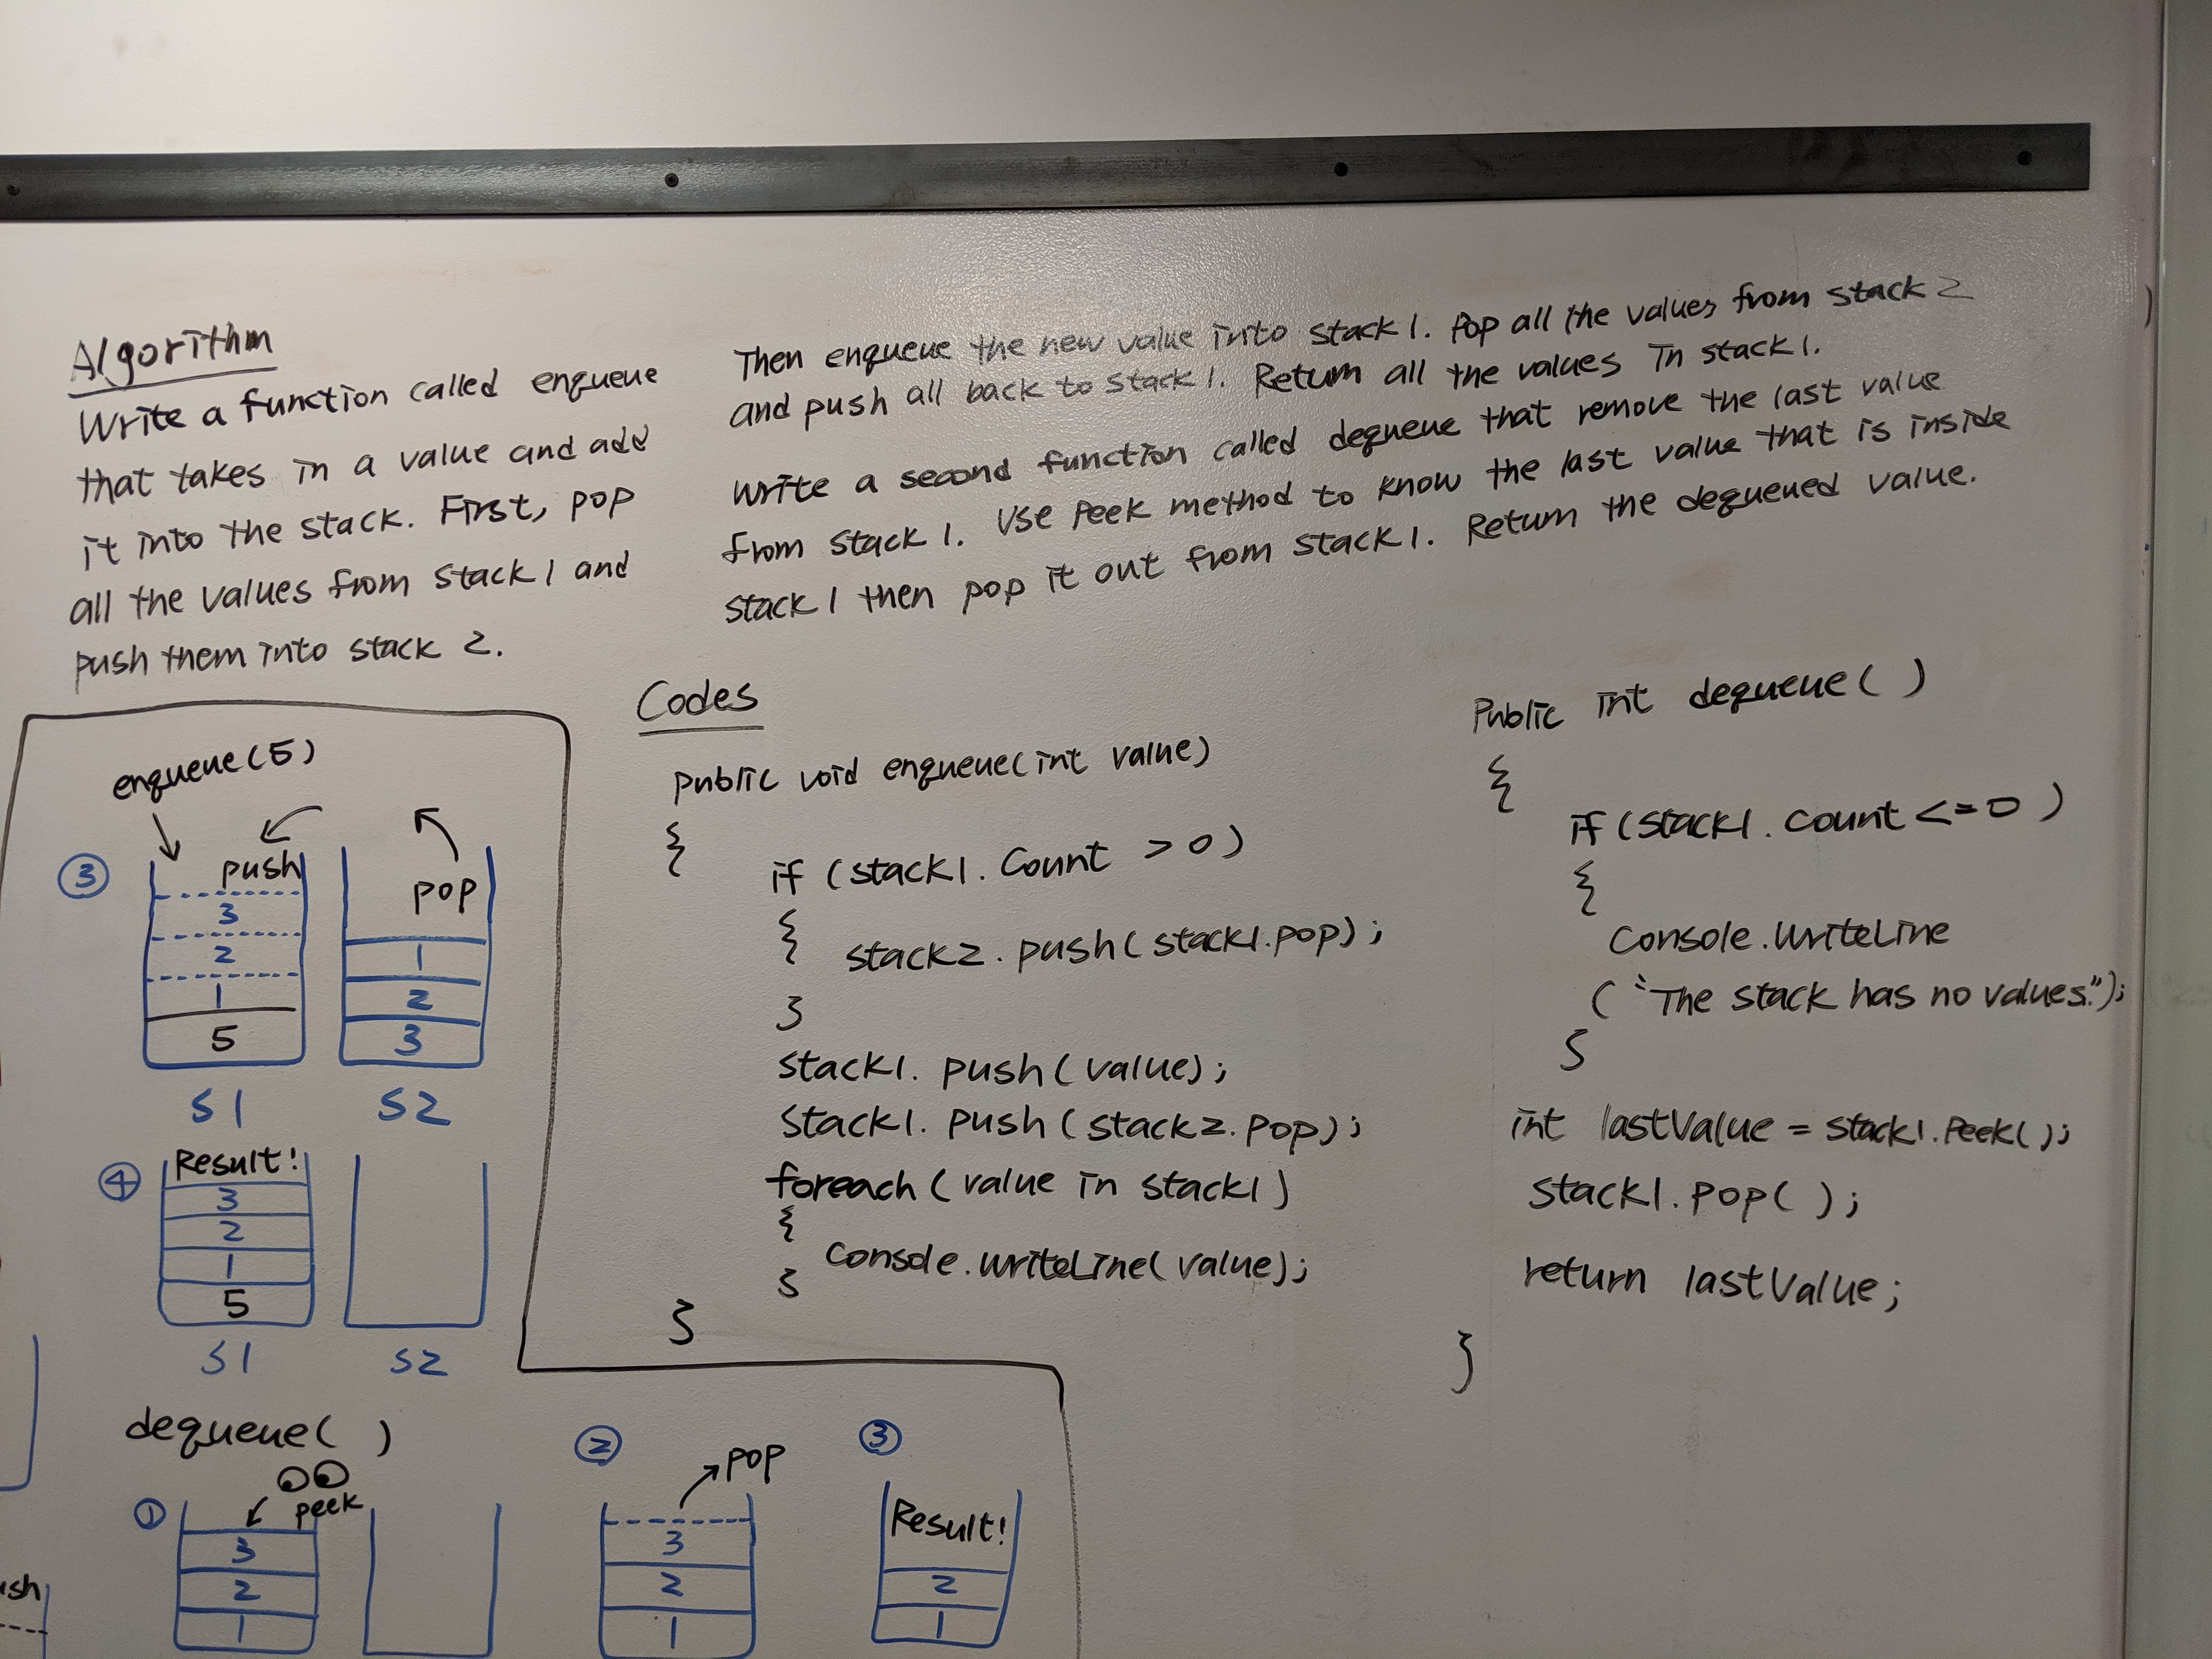 Algorithm
Write a function called enqueue
that takes in a value and add
it into the stack. First, pop
all the values from stack 1 and
push them into stack 2.
Then enqueue the new value into stack 1. Pop all the values from stack 2
and push all back to stack 1. Return all the values in stack 1.
Write a second function called dequeue that remove the last value
from stack 1. Use Peek method to know the last value that is inside
stack 1 then pop it out from stack 1. Return the dequeued value.
enqueue(5)
③
push
3
2
1
5
S1
pop
1
2
3
S2
④
Result!
3
2
1
5
S1
S2
dequeue( )
①
peek
3
2
1
②
pop
3
2
1
③
Result!
2
1
Codes
public void enqueue(int value)
{
if (stack1.Count > 0)
{
stack2.push(stack1.pop);
}
stack1.push(value);
stack1.push(stack2.pop);
foreach(value in stack1)
{
Console.WriteLine(value);
}
}
Public int dequeue( )
{
if(stack1.count <=0)
{
Console.WriteLine
("The stack has no values.");
}
int lastValue = stack1.Peek();
stack1.pop( );
return lastValue;
}